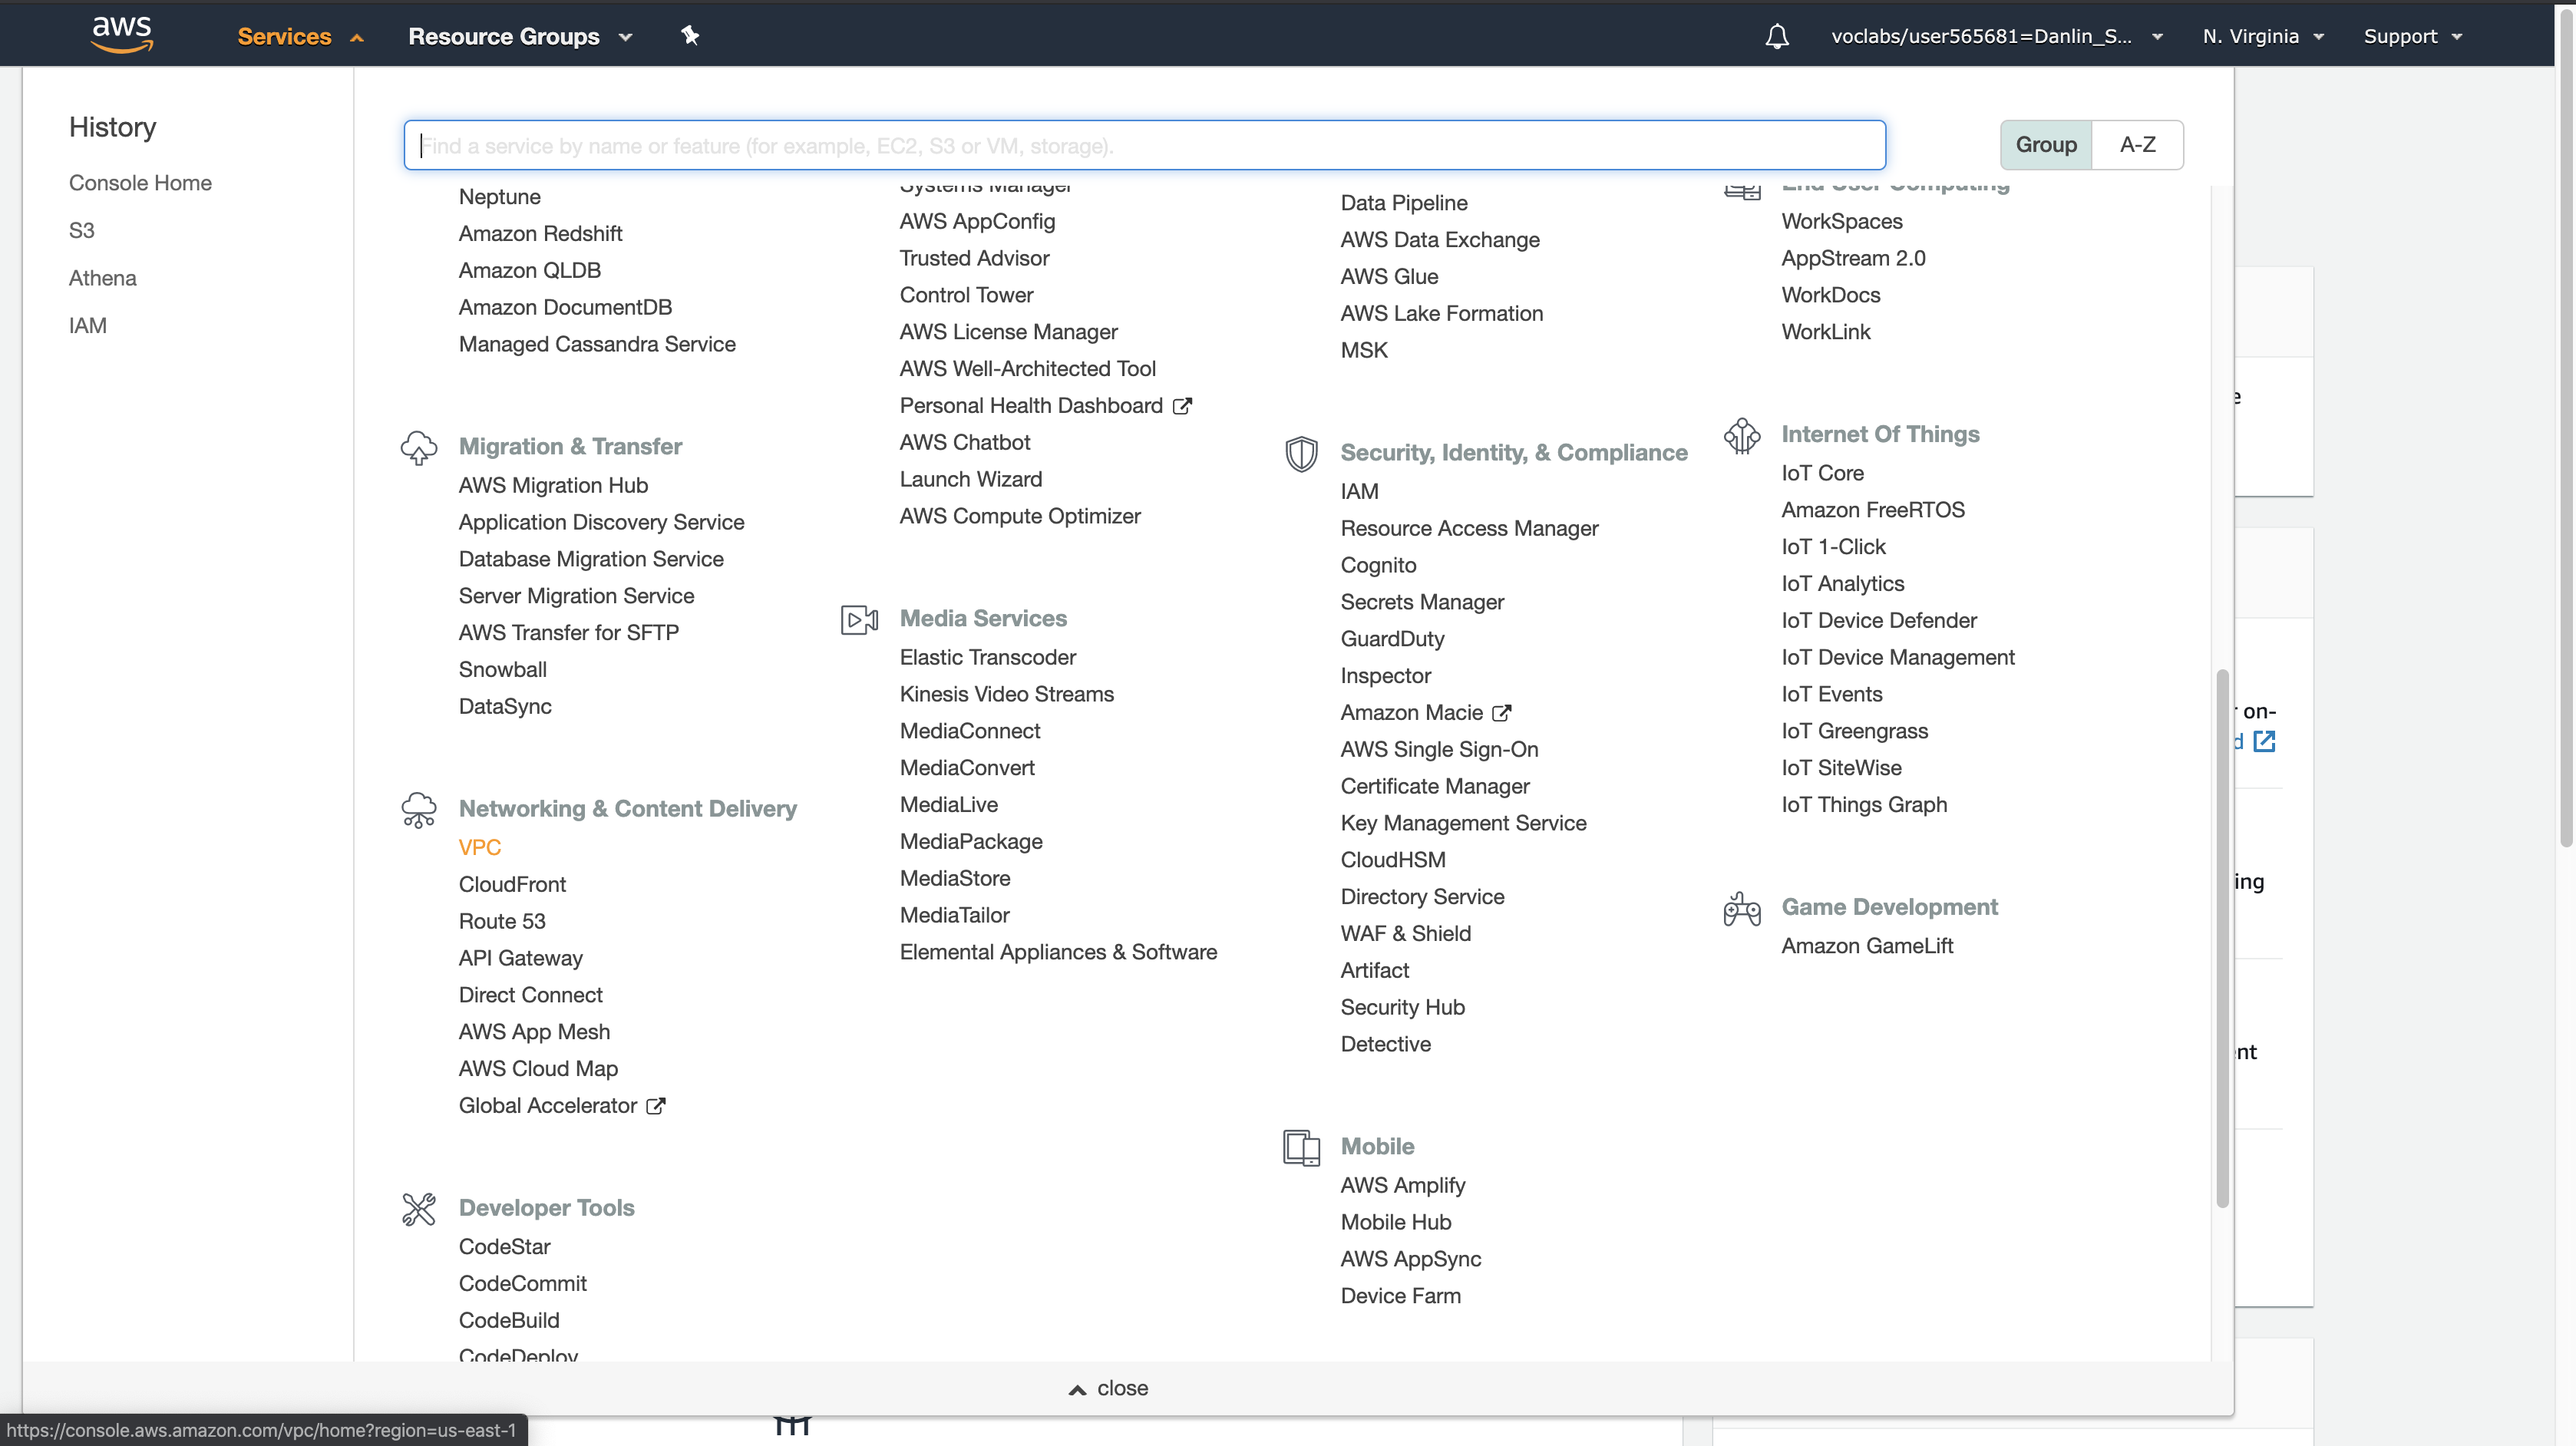 aws
Services
Resource Groups
voclabs/user565681=Danlin_S...
N. Virginia
Support
History
Console Home
S3
Athena
IAM
Find a service by name or feature (for example, EC2, S3 or VM, storage).
Group
A-Z
Neptune
Amazon Redshift
Amazon QLDB
Amazon DocumentDB
Managed Cassandra Service
Migration & Transfer
AWS Migration Hub
Application Discovery Service
Database Migration Service
Server Migration Service
AWS Transfer for SFTP
Snowball
DataSync
Networking & Content Delivery
VPC
CloudFront
Route 53
API Gateway
Direct Connect
AWS App Mesh
AWS Cloud Map
Global Accelerator
Developer Tools
CodeStar
CodeCommit
CodeBuild
CodeDeploy
Systems Manager
AWS AppConfig
Trusted Advisor
Control Tower
AWS License Manager
AWS Well-Architected Tool
Personal Health Dashboard
AWS Chatbot
Launch Wizard
AWS Compute Optimizer
Media Services
Elastic Transcoder
Kinesis Video Streams
MediaConnect
MediaConvert
MediaLive
MediaPackage
MediaStore
MediaTailor
Elemental Appliances & Software
Data Pipeline
AWS Data Exchange
AWS Glue
AWS Lake Formation
MSK
Security, Identity, & Compliance
IAM
Resource Access Manager
Cognito
Secrets Manager
GuardDuty
Inspector
Amazon Macie
AWS Single Sign-On
Certificate Manager
Key Management Service
CloudHSM
Directory Service
WAF & Shield
Artifact
Security Hub
Detective
Mobile
AWS Amplify
Mobile Hub
AWS AppSync
Device Farm
End User Computing
WorkSpaces
AppStream 2.0
WorkDocs
WorkLink
Internet Of Things
IoT Core
Amazon FreeRTOS
IoT 1-Click
IoT Analytics
IoT Device Defender
IoT Device Management
IoT Events
IoT Greengrass
IoT SiteWise
IoT Things Graph
Game Development
Amazon GameLift
on-
ing
nt
close
https://console.aws.amazon.com/vpc/home?region=us-east-1